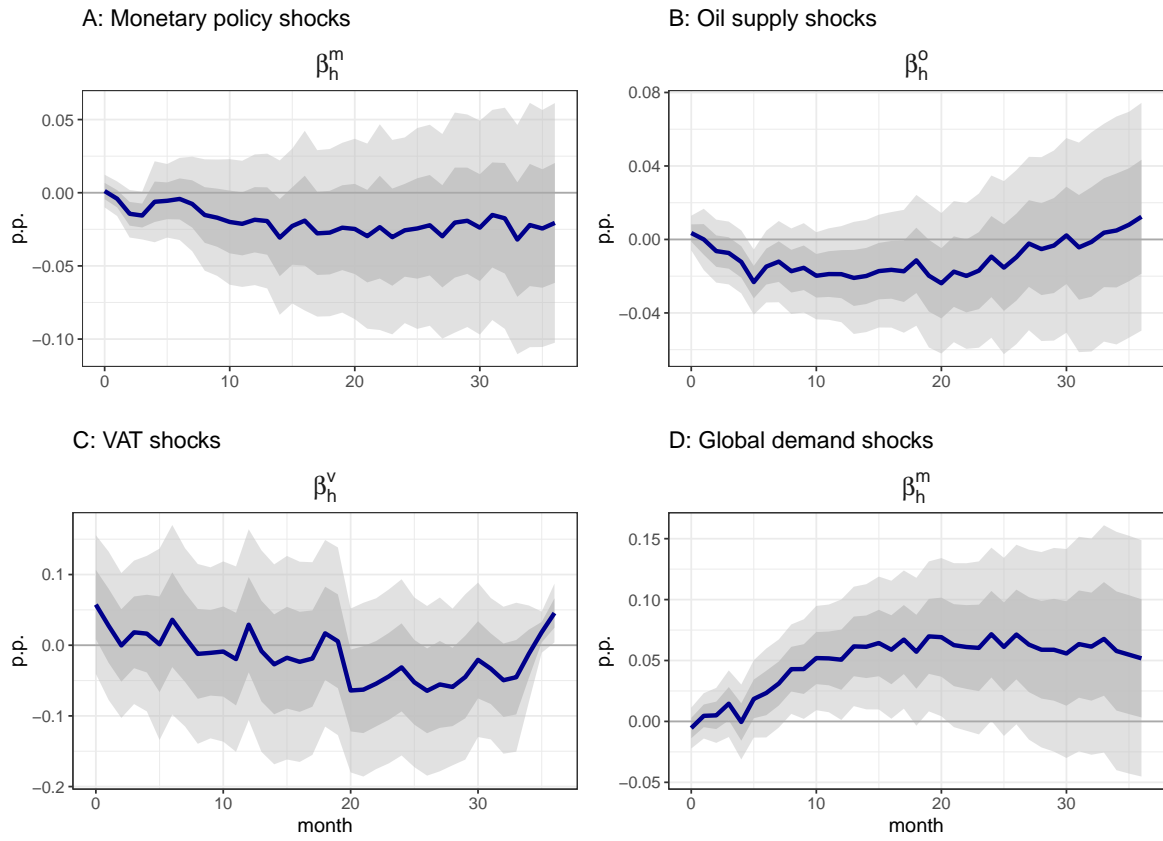 A: Monetary policy shocks
β_h^m
p.p.
0.05
0.00
−0.05
−0.10
0 10 20 30
B: Oil supply shocks
β_h^o
p.p.
0.08
0.04
0.00
−0.04
0 10 20 30
C: VAT shocks
β_h^v
p.p.
0.1
0.0
−0.1
−0.2
0 10 20 30
month
D: Global demand shocks
β_h^m
p.p.
0.15
0.10
0.05
0.00
−0.05
0 10 20 30
month